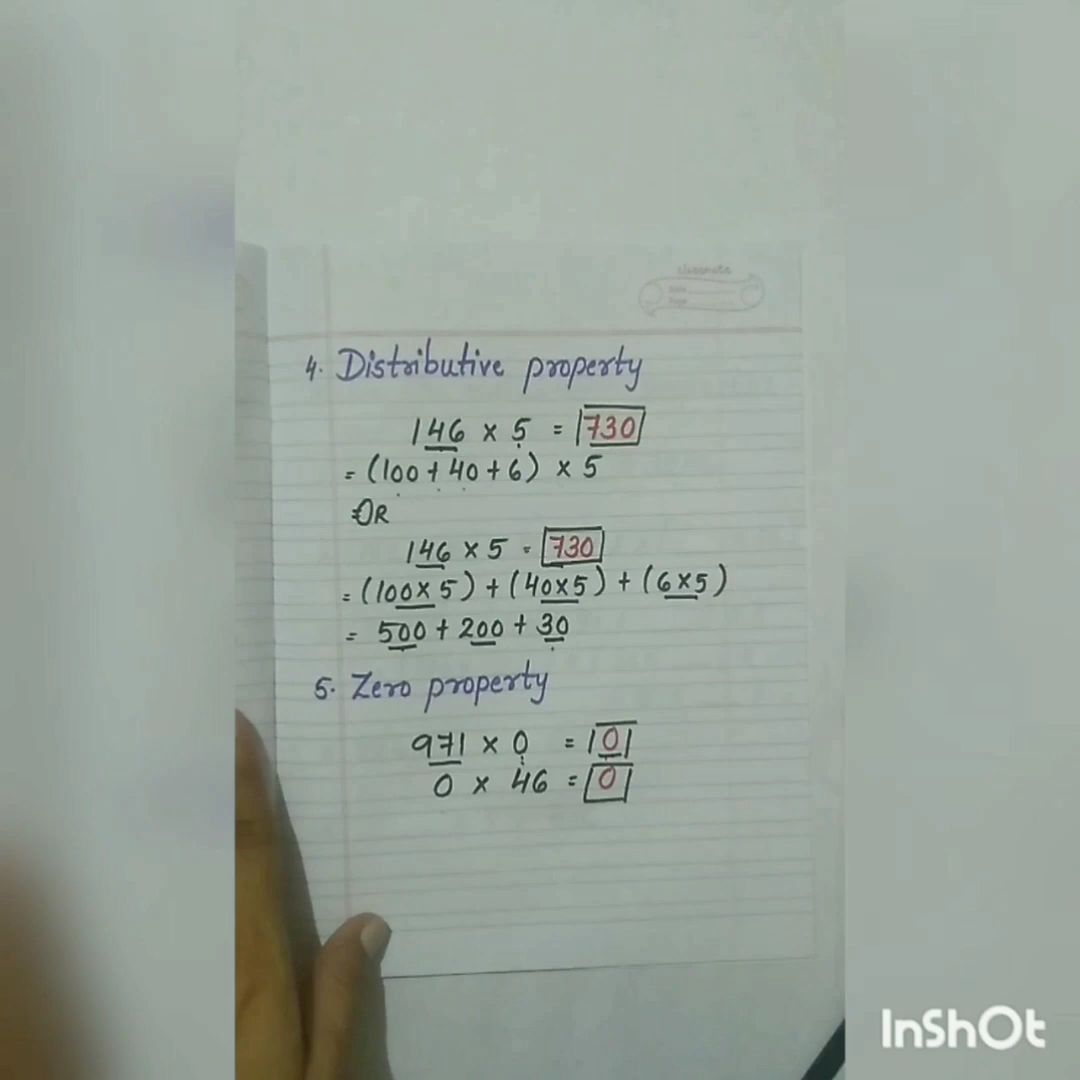 classmate
4. Distributive property
146 × 5 = 730
= (100 + 40 + 6) × 5
OR
146 × 5 = 730
= (100 × 5) + (40 × 5) + (6 × 5)
= 500 + 200 + 30
5. Zero property
971 × 0 = 0
0 × 46 = 0
InShOt